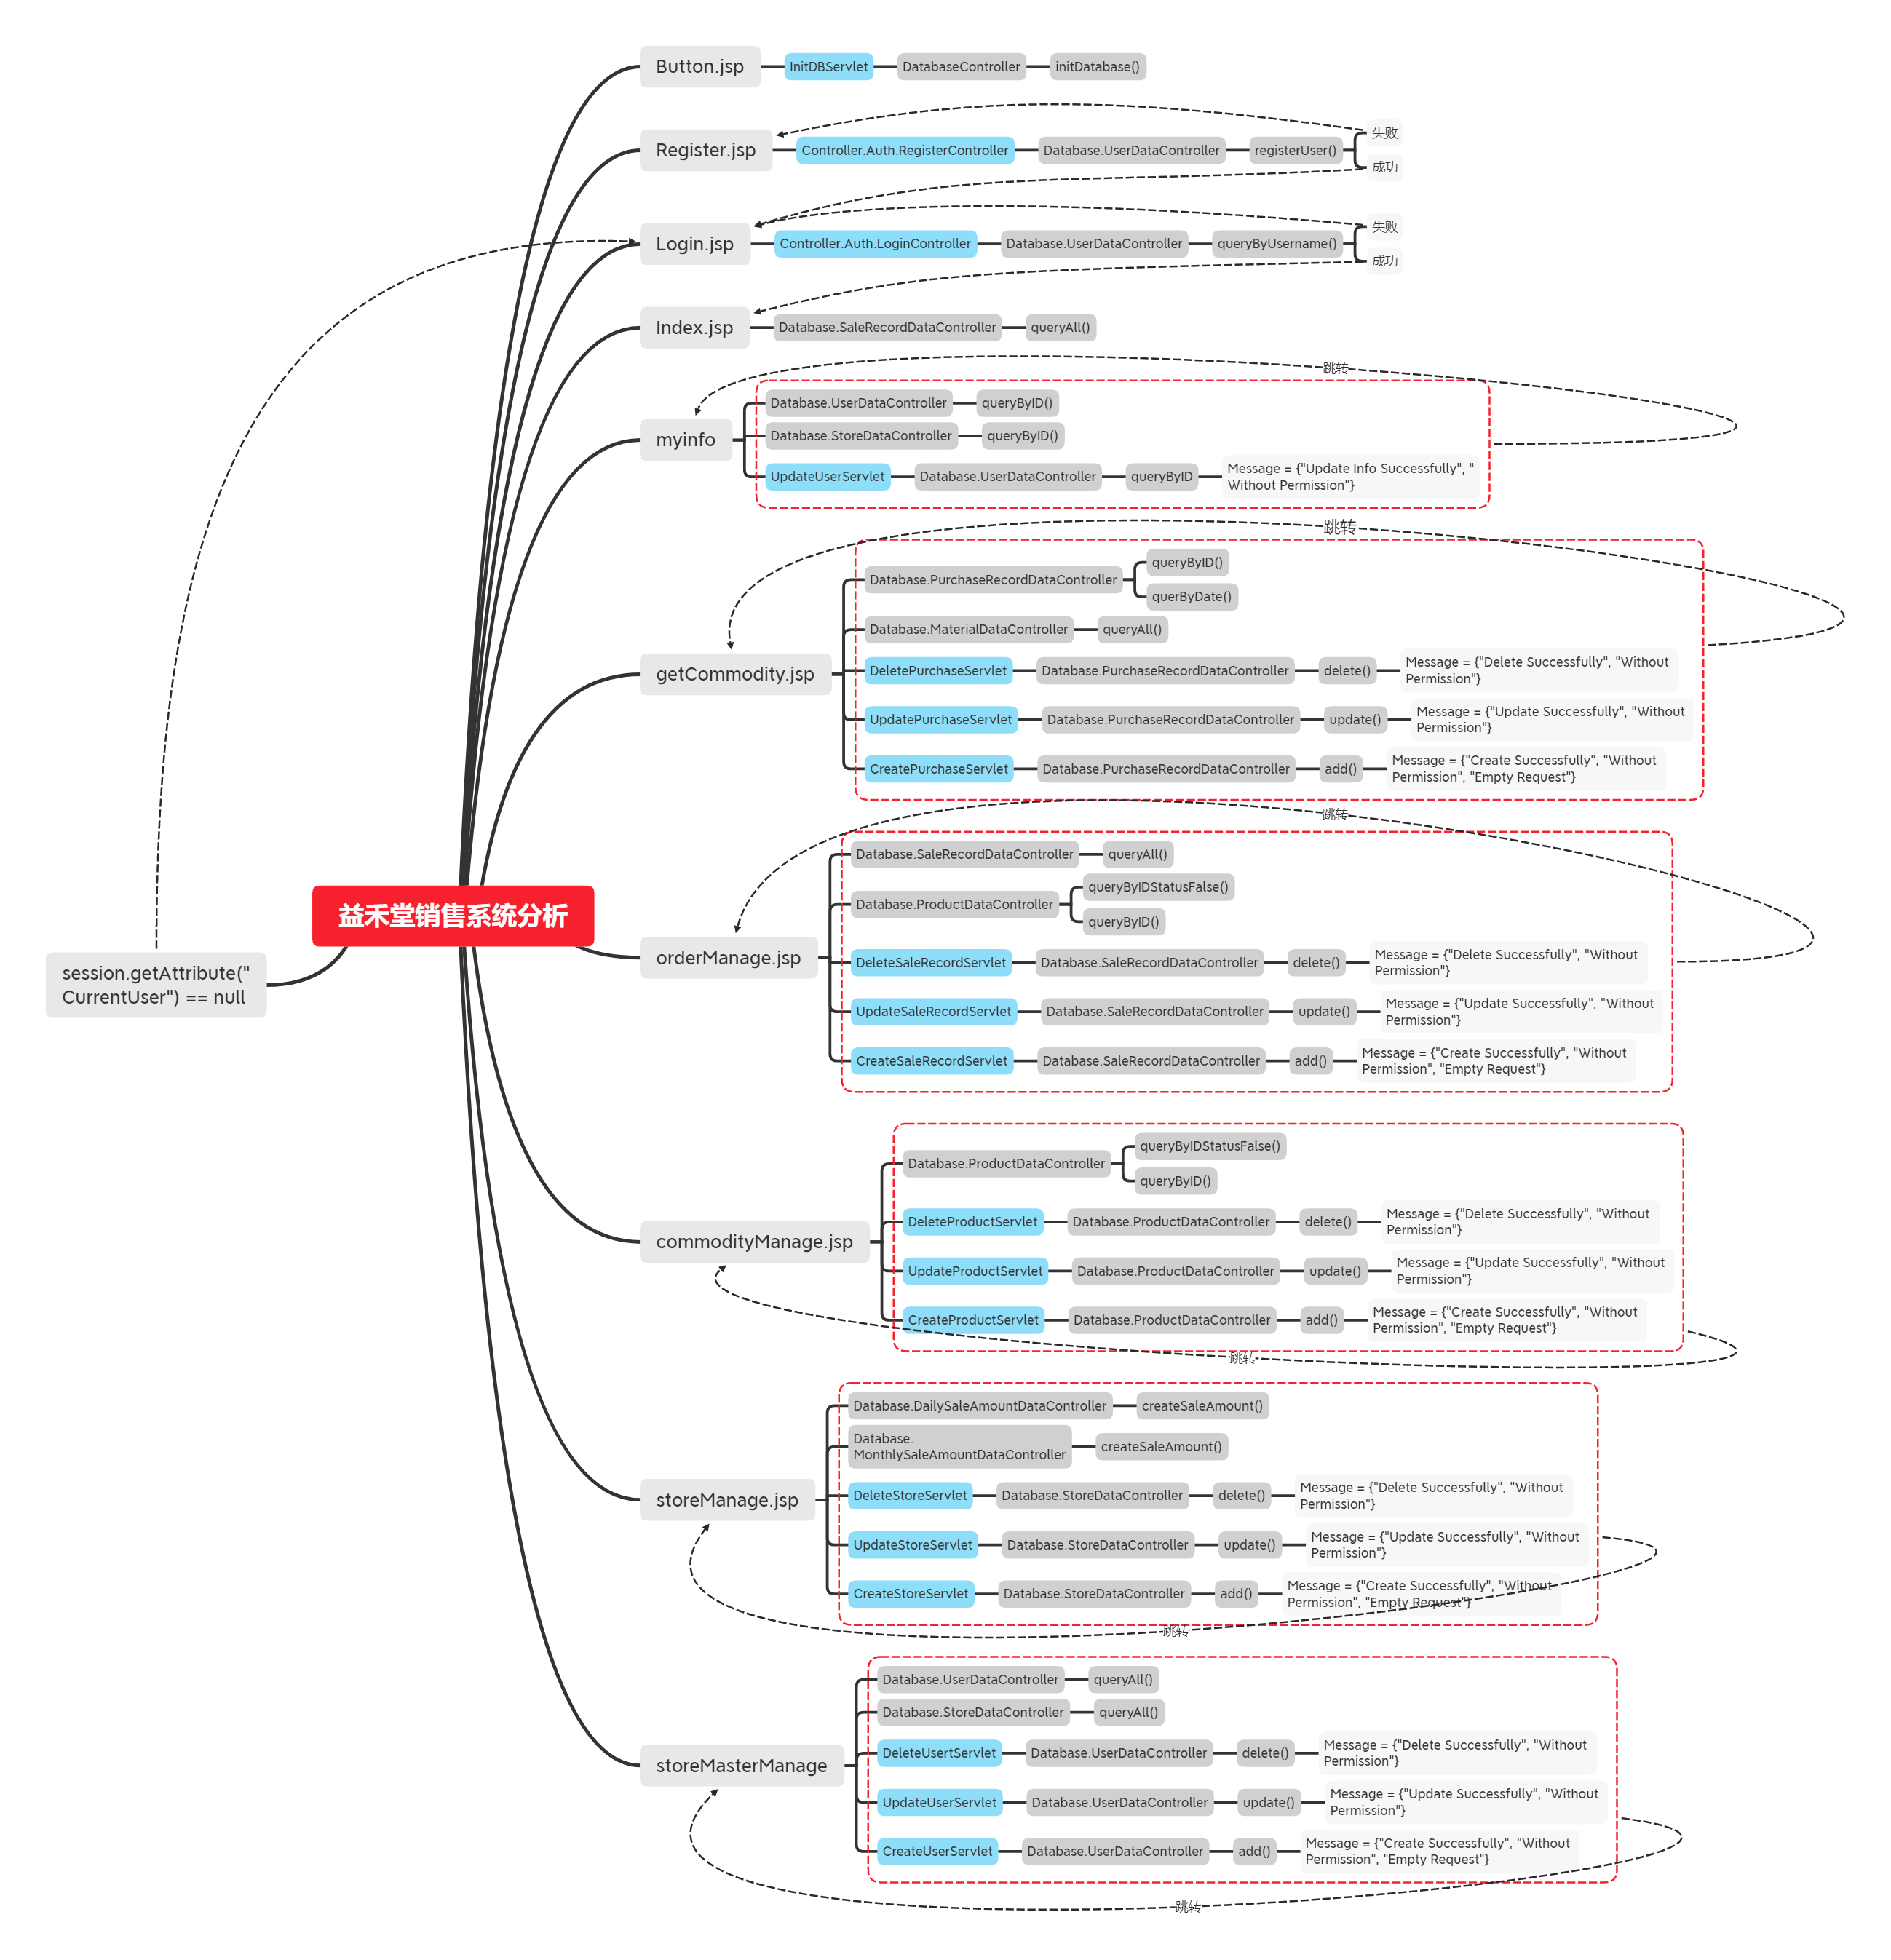 Button.jsp
InitDBServlet
DatabaseController
initDatabase()
Register.jsp
Controller.Auth.RegisterController
Database.UserDataController
registerUser()
失败
成功
Login.jsp
Controller.Auth.LoginController
Database.UserDataController
queryByUsername()
失败
成功
Index.jsp
Database.SaleRecordDataController
queryAll()
跳转
myinfo
Database.UserDataController
queryByID()
Database.StoreDataController
queryByID()
UpdateUserServlet
Database.UserDataController
queryByID
Message = {"Update Info Successfully", "
Without Permission"}
跳转
getCommodity.jsp
Database.PurchaseRecordDataController
queryByID()
querByDate()
Database.MaterialDataController
queryAll()
DeletePurchaseServlet
Database.PurchaseRecordDataController
delete()
Message = {"Delete Successfully", "Without
Permission"}
UpdatePurchaseServlet
Database.PurchaseRecordDataController
update()
Message = {"Update Successfully", "Without
Permission"}
CreatePurchaseServlet
Database.PurchaseRecordDataController
add()
Message = {"Create Successfully", "Without
Permission", "Empty Request"}
跳转
益禾堂销售系统分析
session.getAttribute("
CurrentUser") == null
orderManage.jsp
Database.SaleRecordDataController
queryAll()
Database.ProductDataController
queryByIDStatusFalse()
queryByID()
DeleteSaleRecordServlet
Database.SaleRecordDataController
delete()
Message = {"Delete Successfully", "Without
Permission"}
UpdateSaleRecordServlet
Database.SaleRecordDataController
update()
Message = {"Update Successfully", "Without
Permission"}
CreateSaleRecordServlet
Database.SaleRecordDataController
add()
Message = {"Create Successfully", "Without
Permission", "Empty Request"}
commodityManage.jsp
Database.ProductDataController
queryByIDStatusFalse()
queryByID()
DeleteProductServlet
Database.ProductDataController
delete()
Message = {"Delete Successfully", "Without
Permission"}
UpdateProductServlet
Database.ProductDataController
update()
Message = {"Update Successfully", "Without
Permission"}
CreateProductServlet
Database.ProductDataController
add()
Message = {"Create Successfully", "Without
Permission", "Empty Request"}
跳转
storeManage.jsp
Database.DailySaleAmountDataController
createSaleAmount()
Database.
MonthlySaleAmountDataController
createSaleAmount()
DeleteStoreServlet
Database.StoreDataController
delete()
Message = {"Delete Successfully", "Without
Permission"}
UpdateStoreServlet
Database.StoreDataController
update()
Message = {"Update Successfully", "Without
Permission"}
CreateStoreServlet
Database.StoreDataController
add()
Message = {"Create Successfully", "Without
Permission", "Empty Request"}
跳转
storeMasterManage
Database.UserDataController
queryAll()
Database.StoreDataController
queryAll()
DeleteUsertServlet
Database.UserDataController
delete()
Message = {"Delete Successfully", "Without
Permission"}
UpdateUserServlet
Database.UserDataController
update()
Message = {"Update Successfully", "Without
Permission"}
CreateUserServlet
Database.UserDataController
add()
Message = {"Create Successfully", "Without
Permission", "Empty Request"}
跳转